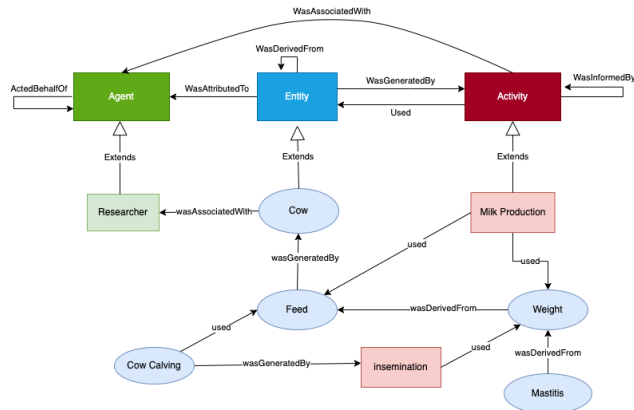 WasAssociatedWith
WasDerivedFrom
ActedBehalfOf
Agent
WasAttributedTo
Entity
WasGeneratedBy
Used
Activity
WasInformedBy
Extends
Extends
Extends
Researcher
wasAssociatedWith
Cow
Milk Production
used
wasGeneratedBy
used
Feed
wasDerivedFrom
Weight
used
used
wasDerivedFrom
Cow Calving
wasGeneratedBy
insemination
Mastitis